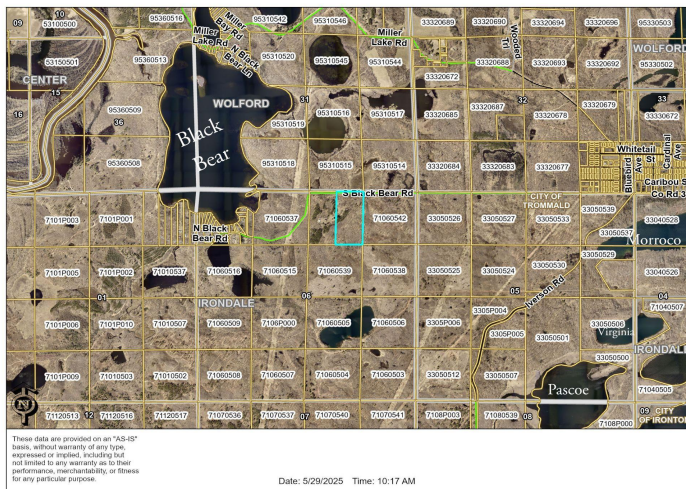 09
10
53100500
95360516
Miller
Bay Rd
95310542
95310546
Miller
Lake Rd
33320689
33320690
Wooded
Trl
33320694
33320696
95330503
Miller
Lake Rd
N Black
Bear Ln
53150501
95360513
95310520
95310545
95310544
33320688
33320693
33320692
WOLFORD
95330502
CENTER
15
33320672
WOLFORD
31
32
33
16
95360509
36
95310519
95310516
95310517
33320685
33320687
33320678
33320679
33330672
Black
Bear
Whitetail
St
Bluebird
Ave
Cardinal
Ave
95360508
95310518
95310515
95310514
33320684
33320683
33320677
Caribou S
S Black Bear Rd
Co Rd 3
CITY OF
TROMMALD
7101P003
7101P001
71060537
71060542
33050526
33050527
33050533
33050539
33040528
N Black
Bear Rd
33050537
Morroco
33050529
7101P005
7101P002
71010537
71060516
71060515
71060539
71060538
33050525
33050524
33050530
33040526
01
IRONDALE
06
05
Iverson Rd
04
71040507
7101P006
7101P010
71010507
71060509
7106P000
71060505
71060506
3305P006
3305P004
3305P005
33050501
33050506
Virginia
IRONDALE
33050500
7101P009
71010503
71010502
71060508
71060507
71060504
71060503
33050512
33050507
Pascoe
71040505
N
71120513
12
71120516
71120517
71070536
71070537
07
71070540
71070541
7108P003
71080539
08
7108P000
09
CITY
OF IRONTO
These data are provided on an "AS-IS"
basis, without warranty of any type,
expressed or implied, including but
not limited to any warranty as to their
performance, merchantability, or fitness
for any particular purpose.
Date: 5/29/2025 Time: 10:17 AM